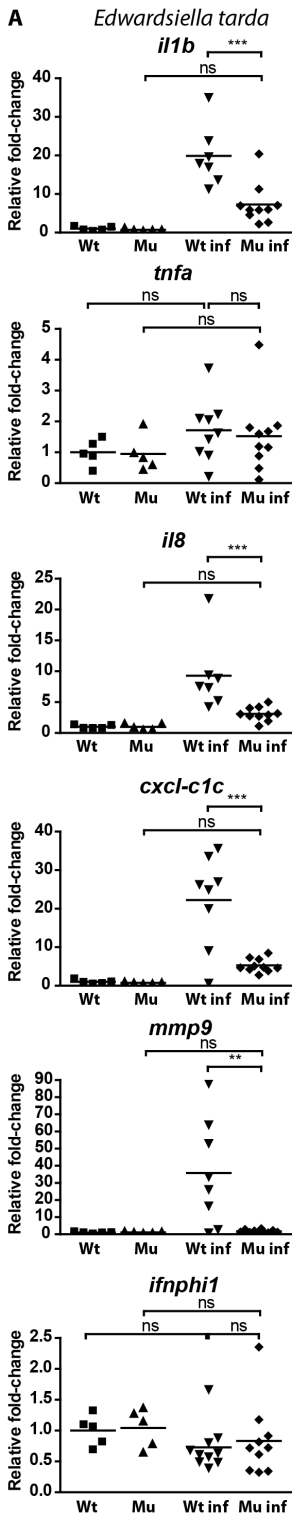 A Edwardsiella tarda
il1b
***
ns
Relative fold-change
40
30
20
10
0
Wt Mu Wt inf Mu inf
tnfa
ns ns
ns
Relative fold-change
5
4
3
2
1
0
Wt Mu Wt inf Mu inf
il8
***
ns
Relative fold-change
25
20
15
10
5
0
Wt Mu Wt inf Mu inf
cxcl-c1c
***
ns
Relative fold-change
40
30
20
10
0
Wt Mu Wt inf Mu inf
mmp9
ns
**
Relative fold-change
90
80
70
60
50
40
30
20
10
0
Wt Mu Wt inf Mu inf
ifnphi1
ns
ns ns
Relative fold-change
2.5
2.0
1.5
1.0
0.5
0.0
Wt Mu Wt inf Mu inf